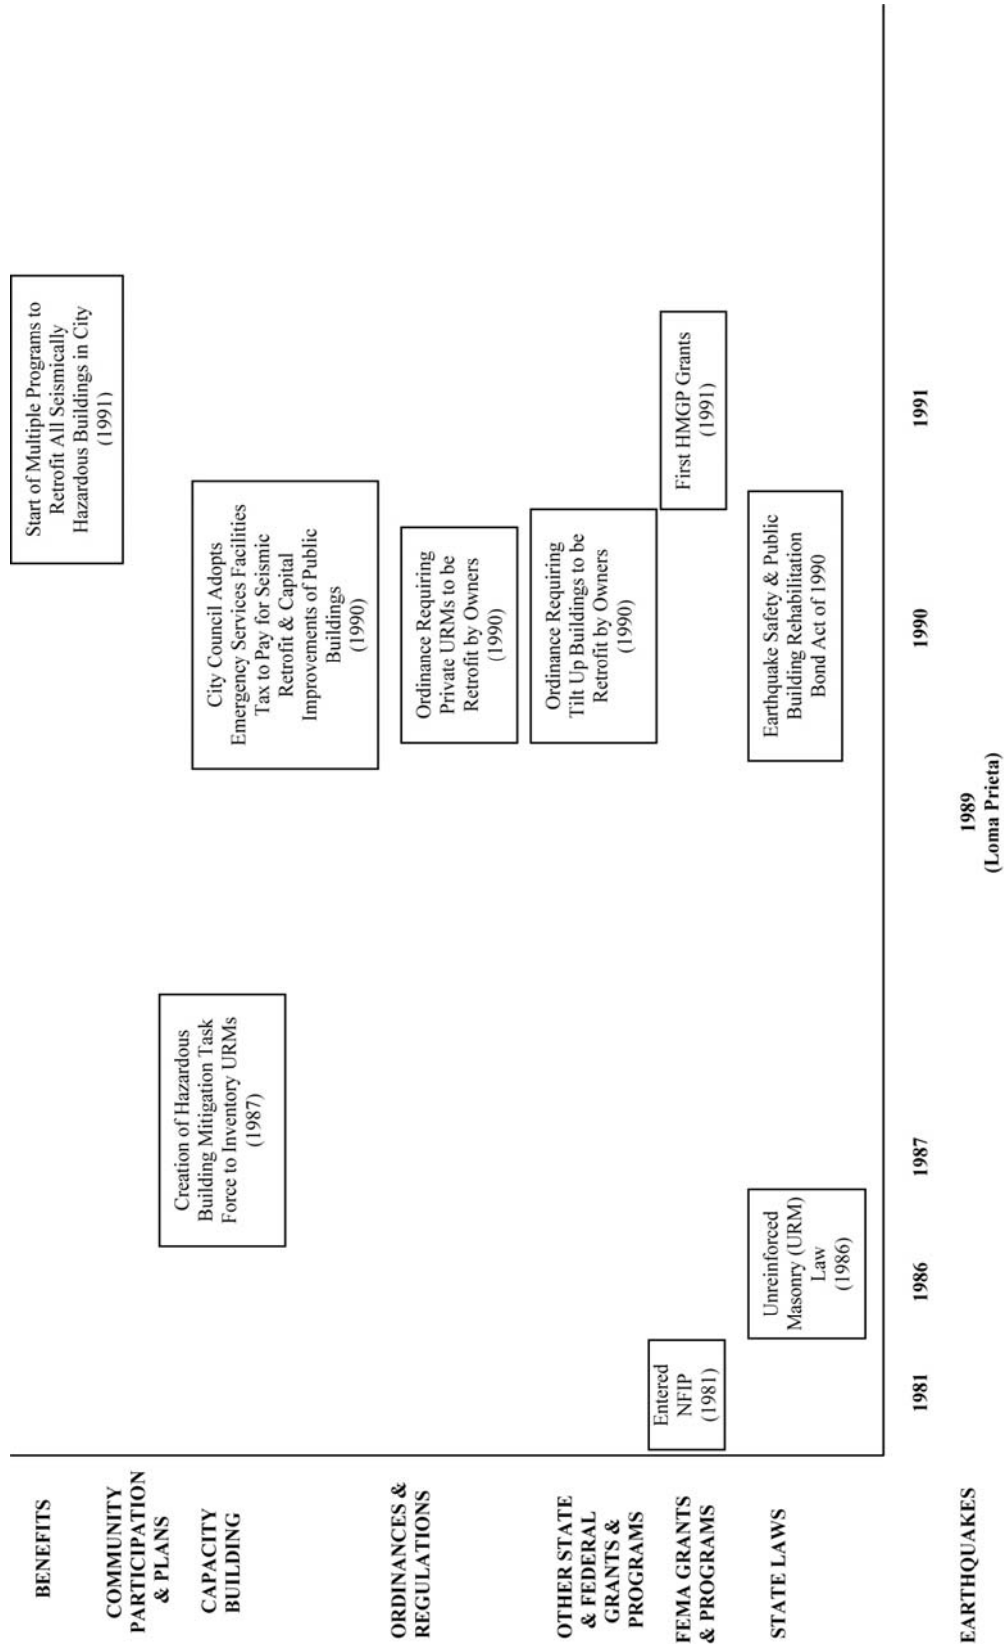 BENEFITS
Start of Multiple Programs to
Retrofit All Seismically
Hazardous Buildings in City
(1991)
COMMUNITY
PARTICIPATION
& PLANS
CAPACITY
BUILDING
Creation of Hazardous
Building Mitigation Task
Force to Inventory URMs
(1987)
City Council Adopts
Emergency Services Facilities
Tax to Pay for Seismic
Retrofit & Capital
Improvements of Public
Buildings
(1990)
ORDINANCES &
REGULATIONS
Ordinance Requiring
Private URMs to be
Retrofit by Owners
(1990)
OTHER STATE
& FEDERAL
GRANTS &
PROGRAMS
Ordinance Requiring
Tilt Up Buildings to be
Retrofit by Owners
(1990)
FEMA GRANTS
& PROGRAMS
Entered
NFIP
(1981)
First HMGP Grants
(1991)
STATE LAWS
Unreinforced
Masonry (URM)
Law
(1986)
Earthquake Safety & Public
Building Rehabilitation
Bond Act of 1990
1981
1986
1987
1990
1991
EARTHQUAKES
1989
(Loma Prieta)